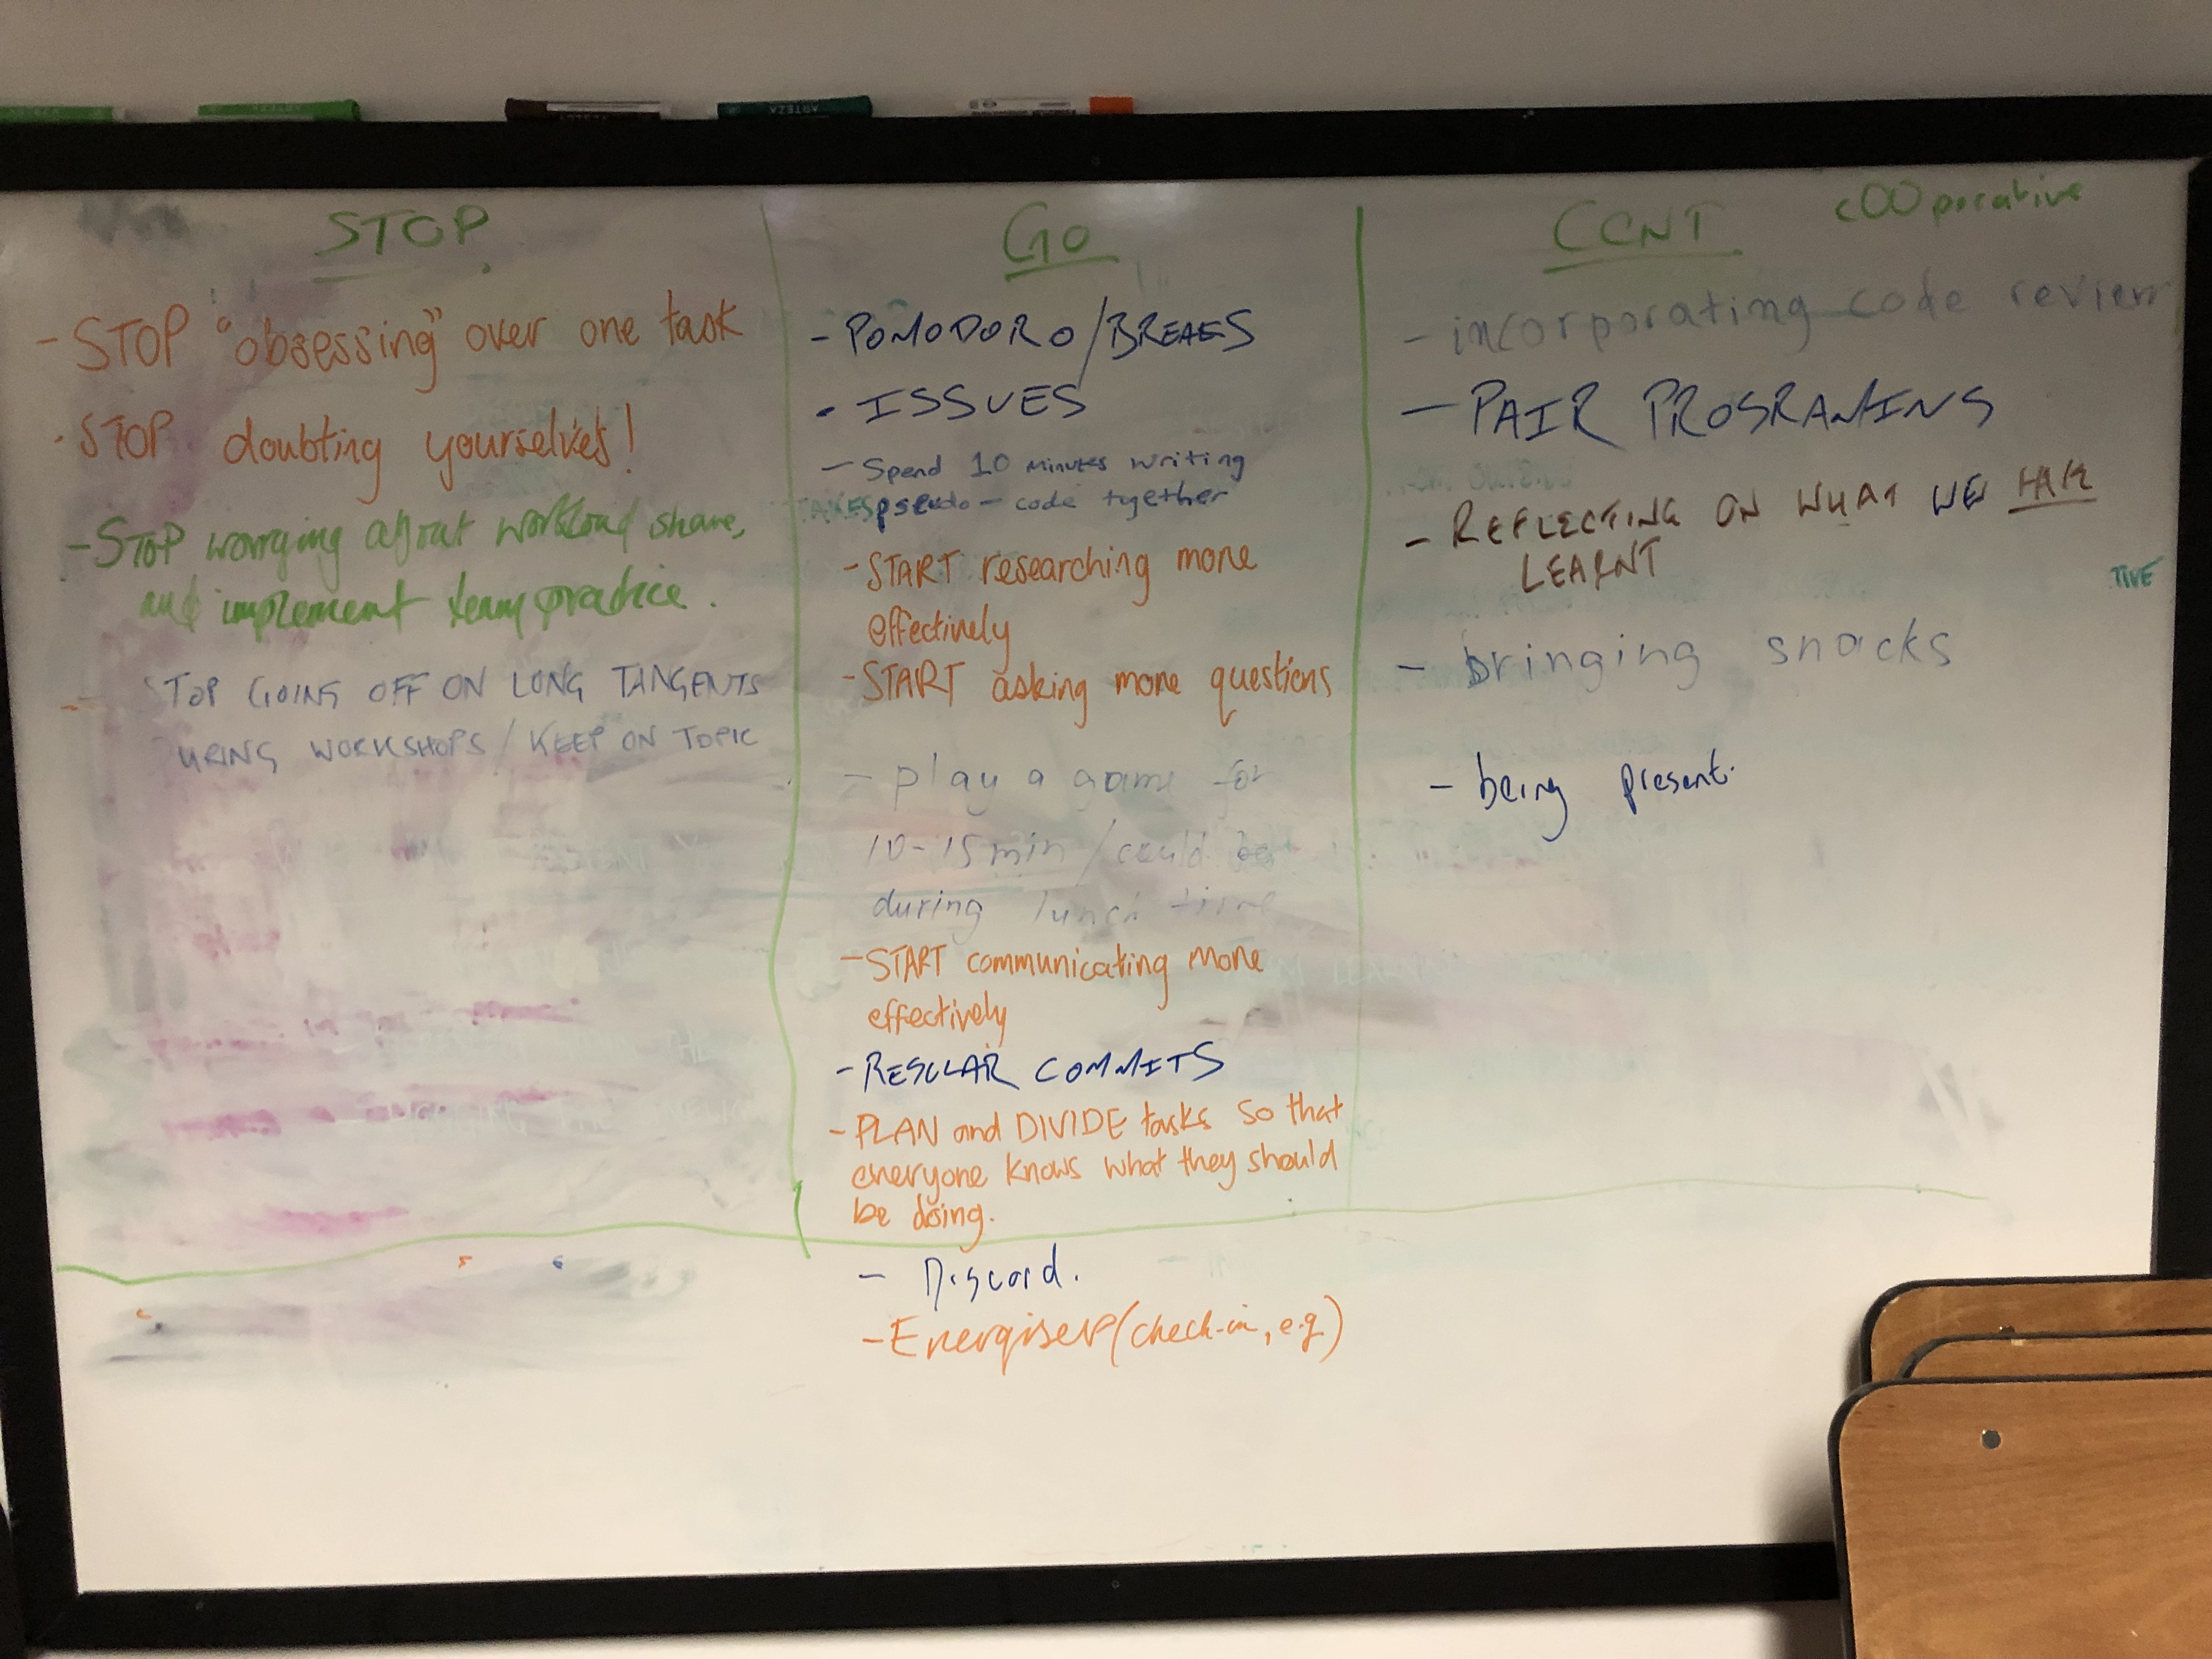 STOP
- STOP "obsessing" over one task
- STOP doubting yourselves!
- STOP worrying about workload share,
and implement team practice.
- STOP GOING OFF ON LONG TANGENTS
URING WORKSHOPS / KEEP ON TOPIC
GO
- POMODORO/BREAKS
- ISSUES
- Spend 10 minutes writing
pseudo-code together
- START researching more
effectively
- START asking more questions
- play a game for
10-15 min / could be
during lunch time
- START communicating more
effectively
- REGULAR COMMITS
- PLAN and DIVIDE tasks so that
everyone knows what they should
be doing.
- Discord.
- Energiser (check-in, e.g)
CONT
cOOperative
- incorporating code review
- PAIR PROGRAMING
- REFLECTING ON WHAT WE
LEARNT
TIVE
- bringing snacks
- being present.